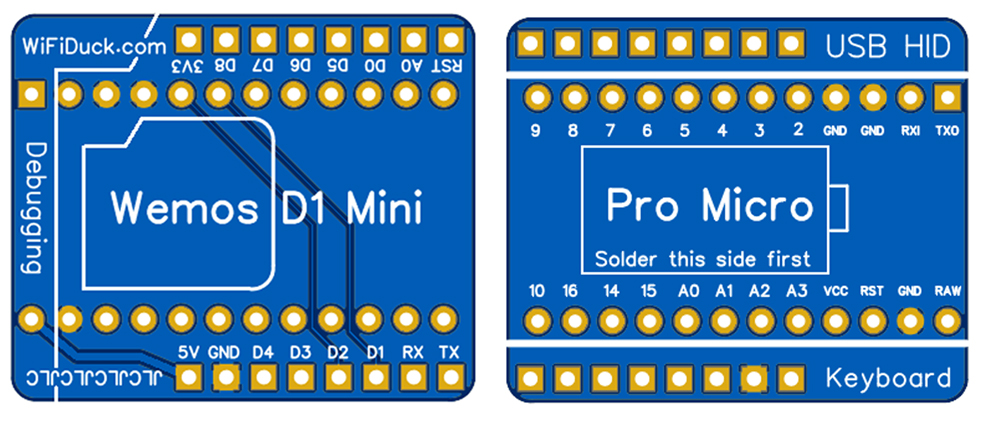 WiFiDuck.com
3V3 D8 D7 D6 D5 D0 A0 RST
Debugging
Wemos D1 Mini
5V GND D4 D3 D2 D1 RX TX
JLCJLCJLCJLC
USB HID
9 8 7 6 5 4 3 2 GND GND RXI TXO
Pro Micro
Solder this side first
10 16 14 15 A0 A1 A2 A3 VCC RST GND RAW
Keyboard